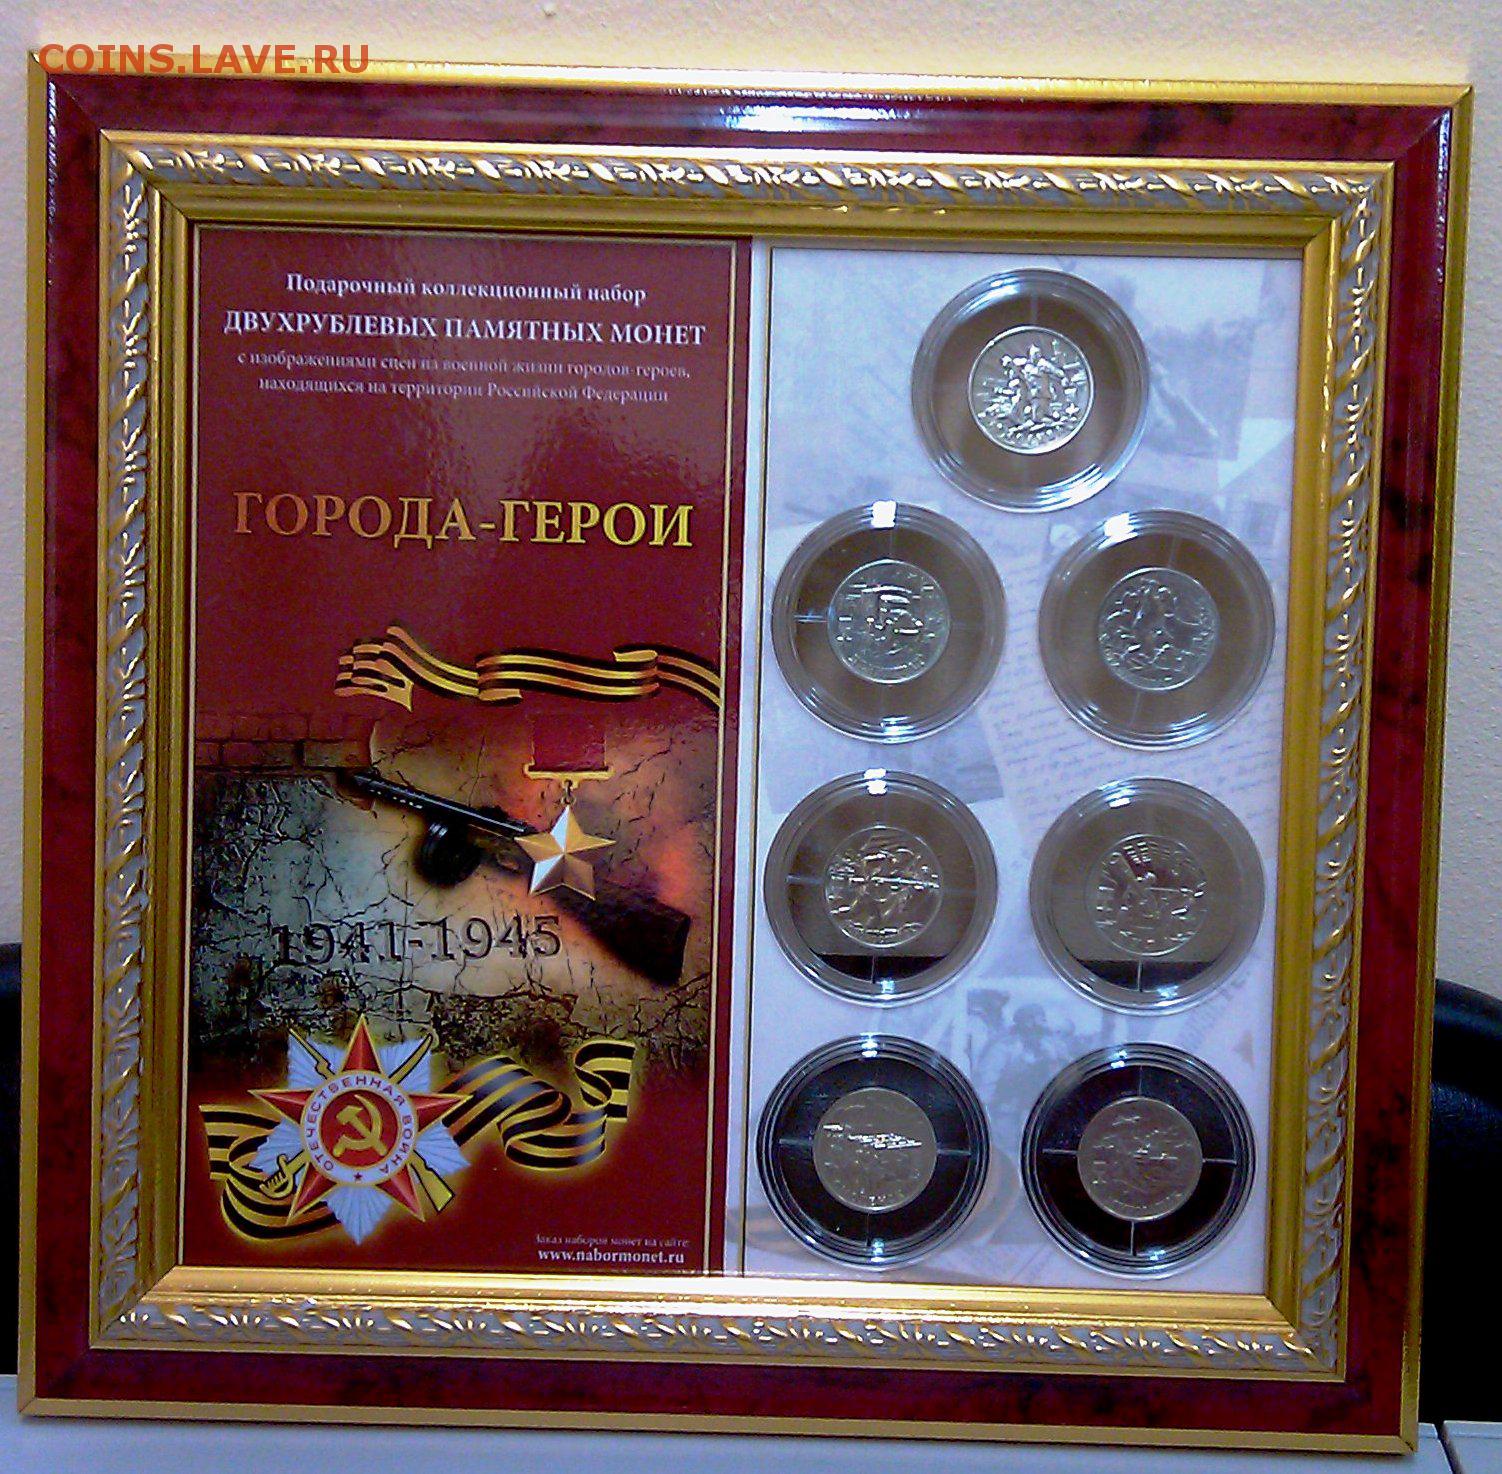 COINS.LAVE.RU
Подарочный коллекционный набор
ДВУХРУБЛЕВЫХ ПАМЯТНЫХ МОНЕТ
с изображениями сцен из военной жизни городов-героев,
находящихся на территории Российской Федерации
ГОРОДА-ГЕРОИ
1941-1945
ОТЕЧЕСТВЕННАЯ ВОЙНА
Заказ наборов монет на сайте:
www.nabormonet.ru